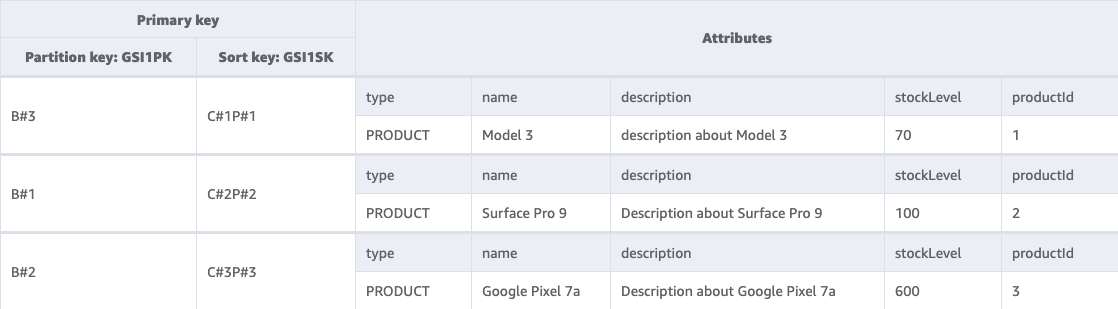 Primary key
Attributes
Partition key: GSI1PK
Sort key: GSI1SK
B#3
C#1P#1
type
name
description
stockLevel
productId
PRODUCT
Model 3
description about Model 3
70
1
B#1
C#2P#2
type
name
description
stockLevel
productId
PRODUCT
Surface Pro 9
Description about Surface Pro 9
100
2
B#2
C#3P#3
type
name
description
stockLevel
productId
PRODUCT
Google Pixel 7a
Description about Google Pixel 7a
600
3